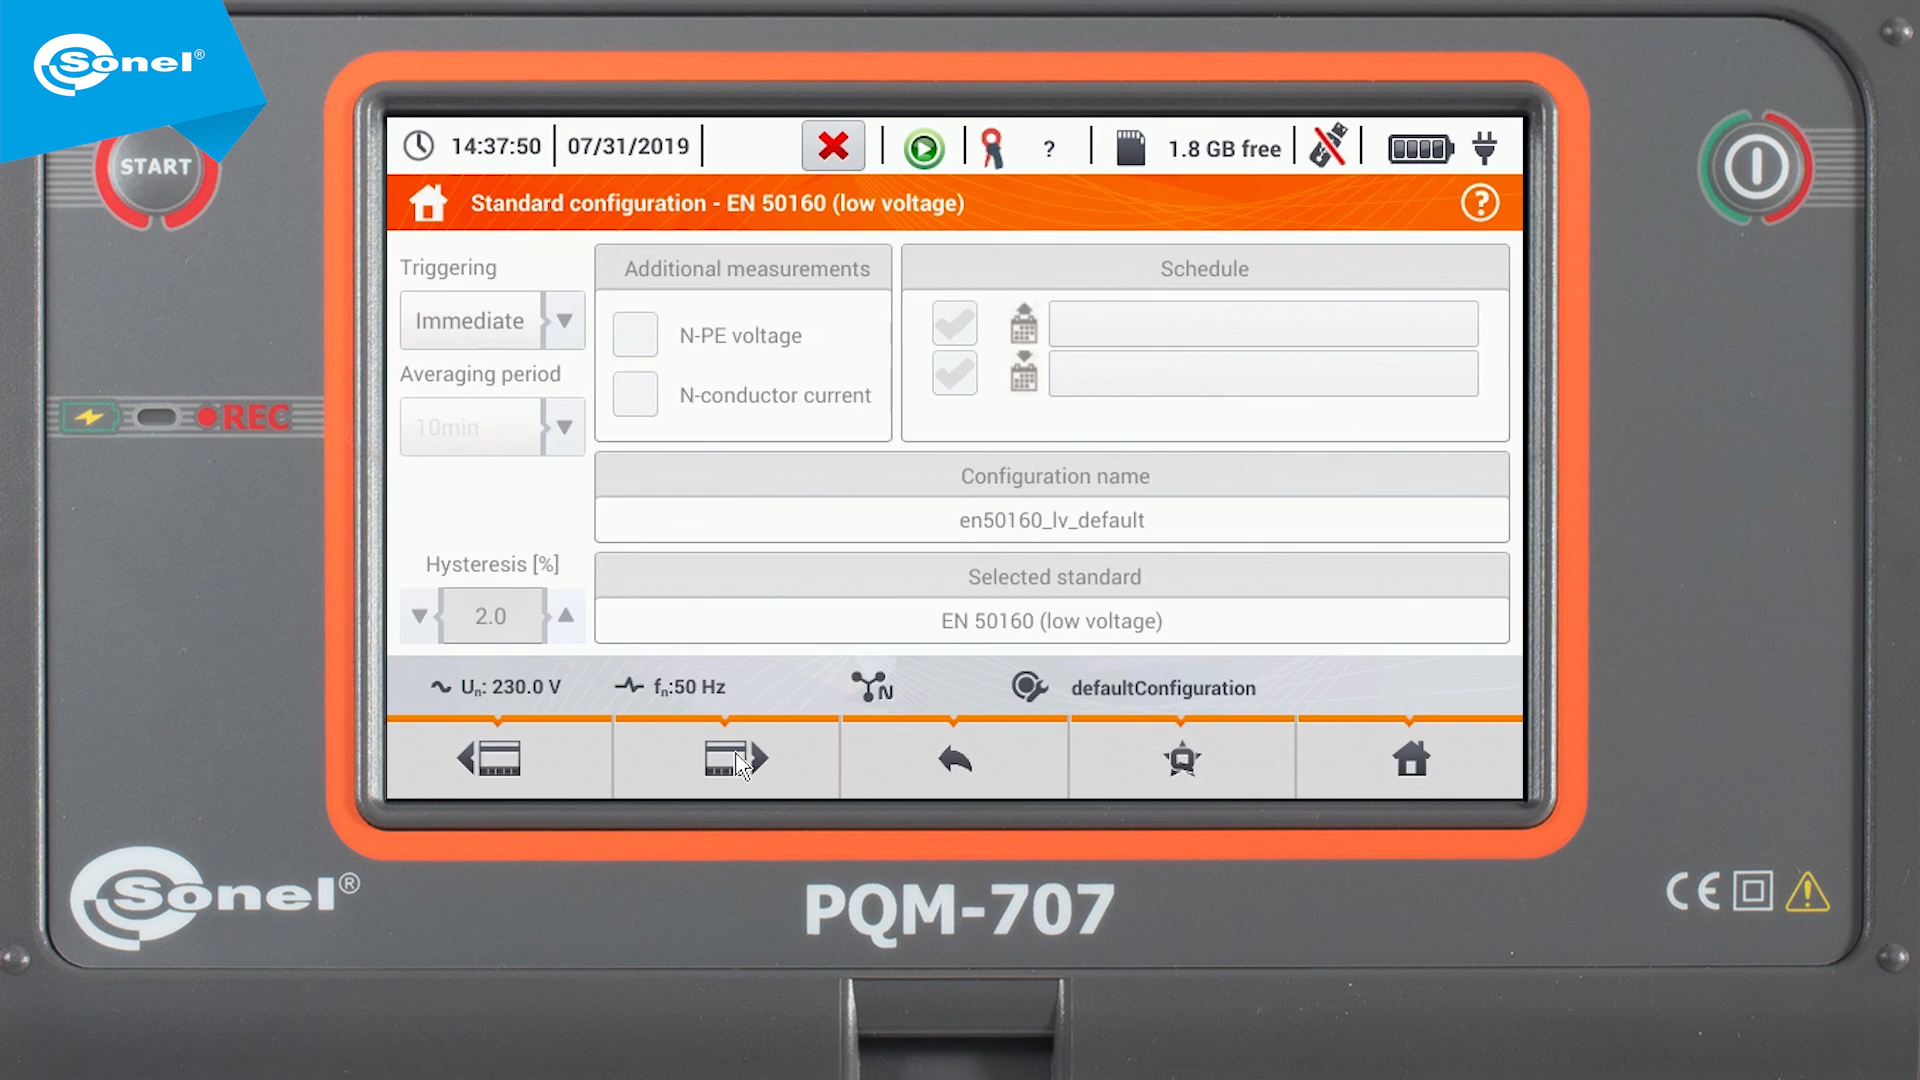 Sonel®
START
14:37:50 07/31/2019 ? 1.8 GB free
Standard configuration - EN 50160 (low voltage) ?
Triggering
Immediate
Averaging period
10min
Hysteresis [%]
2.0
Additional measurements
N-PE voltage
N-conductor current
Schedule
Configuration name
en50160_lv_default
Selected standard
EN 50160 (low voltage)
Un: 230.0 V fn:50 Hz N defaultConfiguration
REC
Sonel®
PQM-707
CE